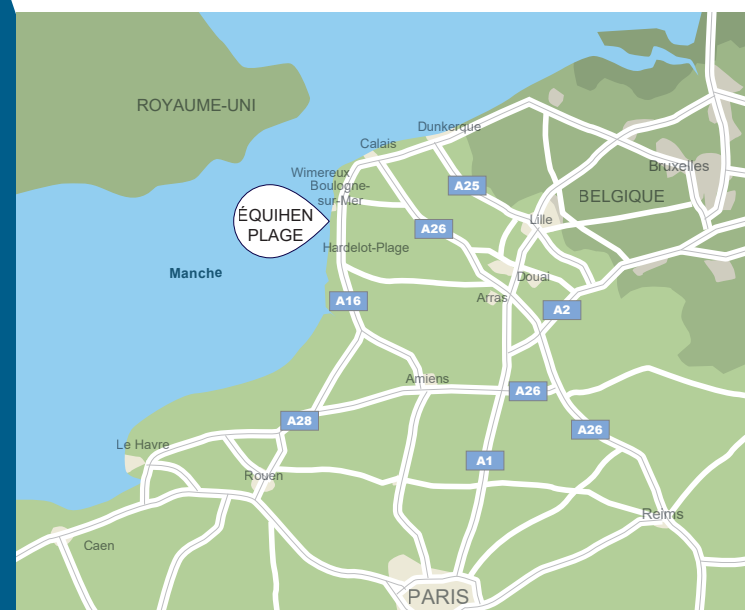 ROYAUME-UNI
Dunkerque
Calais
Bruxelles
Wimereux
Boulogne-
sur-Mer
A25
BELGIQUE
ÉQUIHEN
PLAGE
Lille
A26
Hardelot-Plage
Manche
Douai
Arras
A16
A2
Amiens
A26
A28
A26
Le Havre
A1
Rouen
Reims
Caen
PARIS